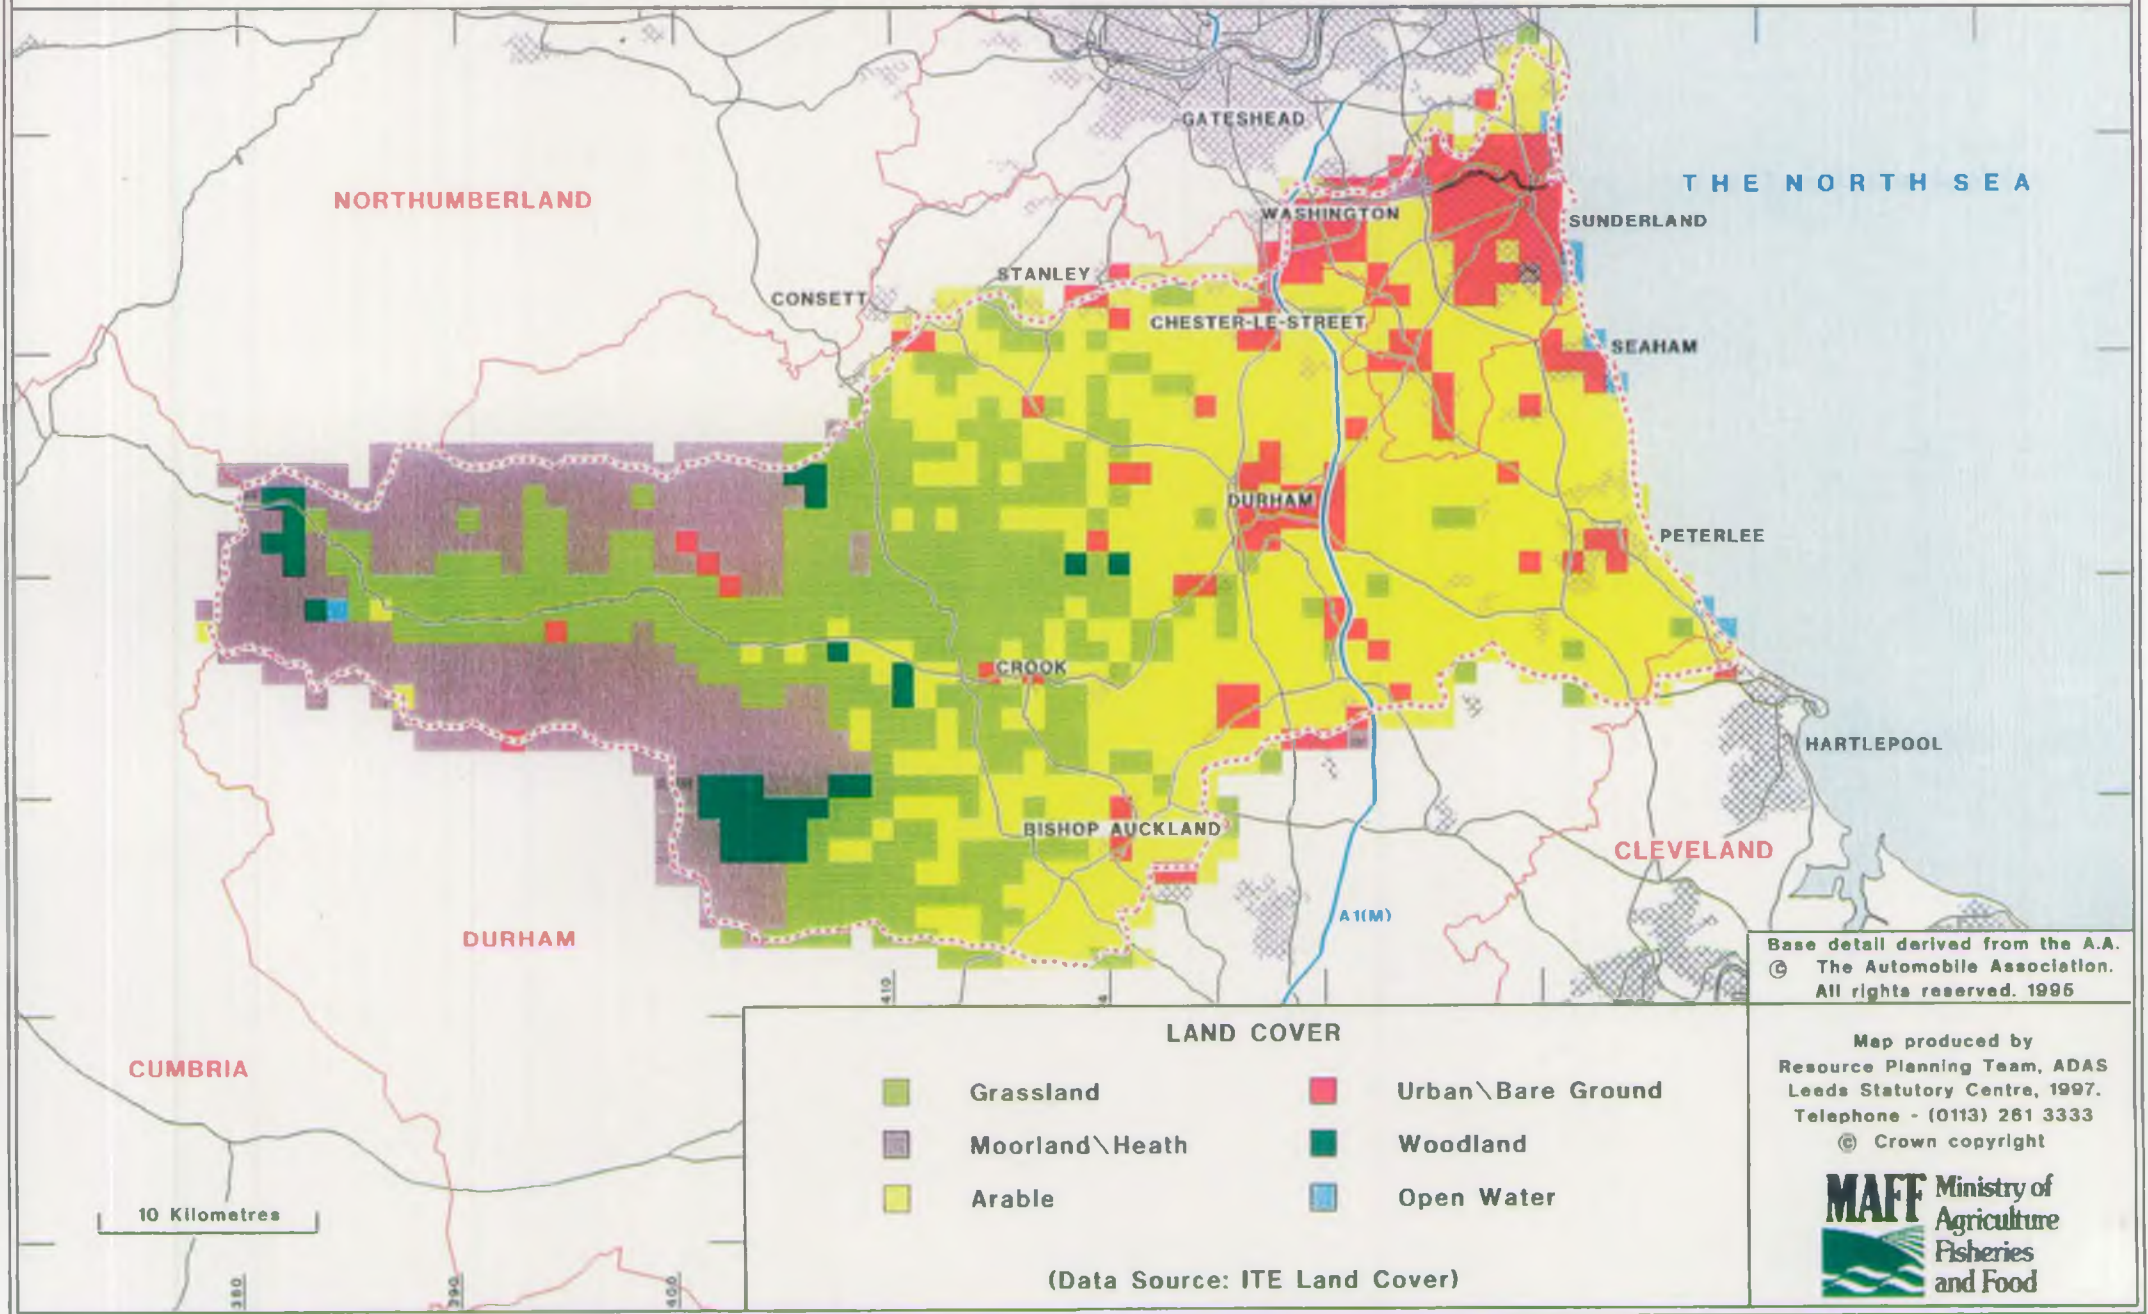 GATESHEAD
NORTHUMBERLAND
THE NORTH SEA
WASHINGTON
SUNDERLAND
STANLEY
CONSETT
CHESTER-LE-STREET
SEAHAM
DURHAM
PETERLEE
CROOK
HARTLEPOOL
BISHOP AUCKLAND
CLEVELAND
A1(M)
DURHAM
CUMBRIA
410
10 Kilometres
380
390
400
LAND COVER
Grassland
Moorland\Heath
Arable
Urban\Bare Ground
Woodland
Open Water
(Data Source: ITE Land Cover)
Base detail derived from the A.A.
© The Automobile Association.
All rights reserved. 1995
Map produced by
Resource Planning Team, ADAS
Leeds Statutory Centre, 1997.
Telephone - (0113) 261 3333
© Crown copyright
MAFF
Ministry of
Agriculture
Fisheries
and Food